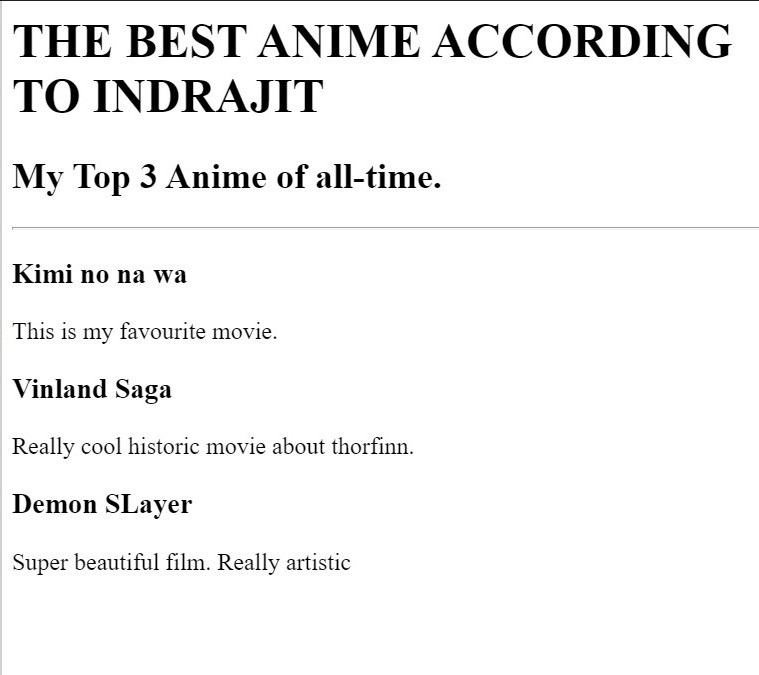 THE BEST ANIME ACCORDING
TO INDRAJIT
My Top 3 Anime of all-time.
Kimi no na wa
This is my favourite movie.
Vinland Saga
Really cool historic movie about thorfinn.
Demon SLayer
Super beautiful film. Really artistic